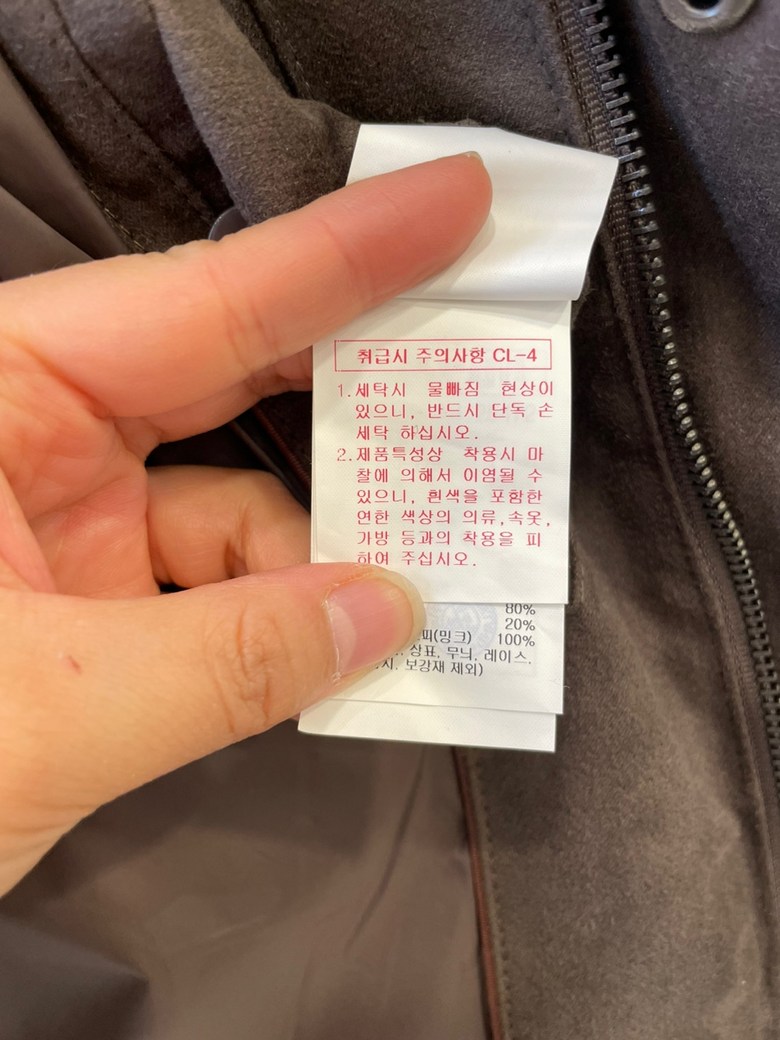 취급시 주의사항 CL-4
1.세탁시 물빠짐 현상이
있으니, 반드시 단독 손
세탁 하십시오.
2.제품특성상 착용시 마
찰에 의해서 이염될 수
있으니, 흰색을 포함한
연한 색상의 의류,속옷,
가방 등과의 착용을 피
하여 주십시오.
80%
20%
피(밍크) 100%
상표, 무늬, 레이스,
보강재 제외)